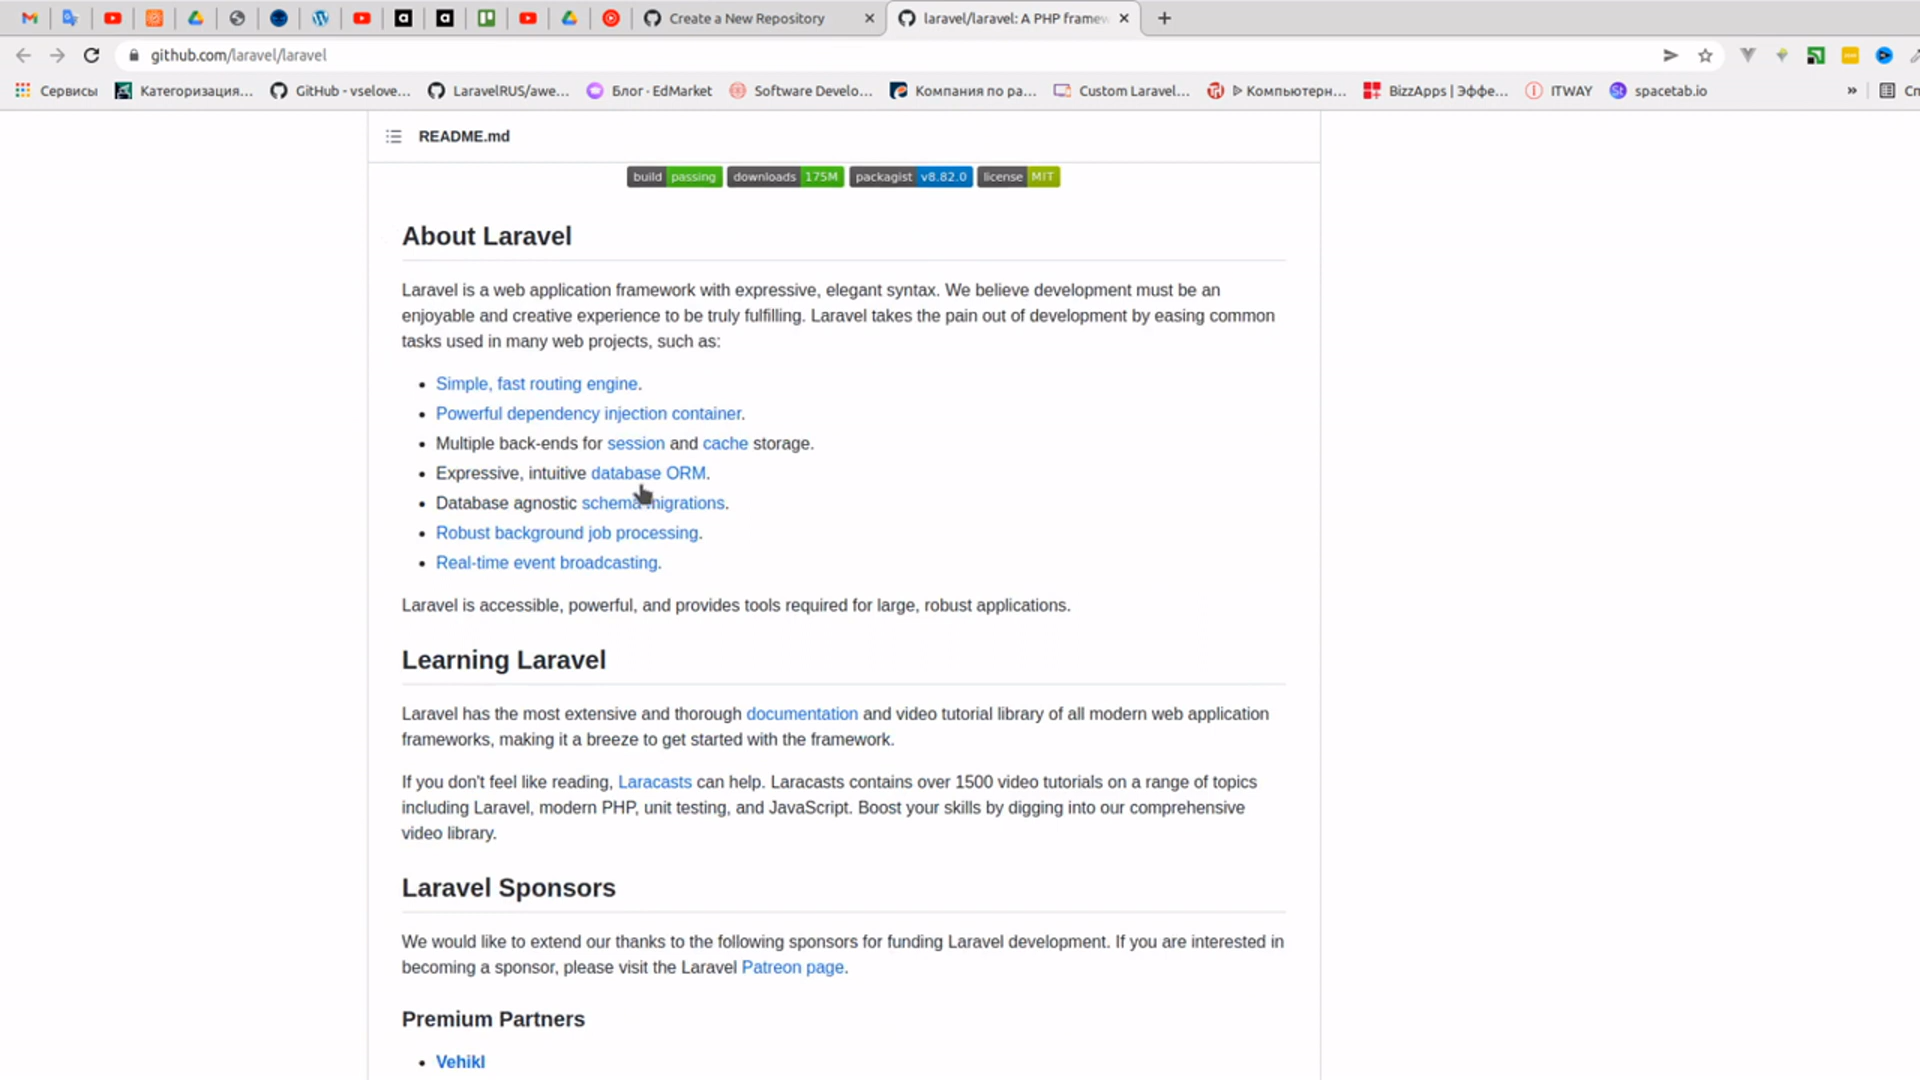 Create a New Repository
laravel/laravel: A PHP framew
github.com/laravel/laravel
Сервисы
Категоризация...
GitHub - vselove...
LaravelRUS/awe...
Блог - EdMarket
Software Develo...
Компания по ра...
Custom Laravel...
ᐅ Компьютерн...
BizzApps | Эффе...
ITWAY
spacetab.io
»
Сп
README.md
build passing downloads 175M packagist v8.82.0 license MIT
About Laravel
Laravel is a web application framework with expressive, elegant syntax. We believe development must be an
enjoyable and creative experience to be truly fulfilling. Laravel takes the pain out of development by easing common
tasks used in many web projects, such as:
• Simple, fast routing engine.
• Powerful dependency injection container.
• Multiple back-ends for session and cache storage.
• Expressive, intuitive database ORM.
• Database agnostic schema migrations.
• Robust background job processing.
• Real-time event broadcasting.
Laravel is accessible, powerful, and provides tools required for large, robust applications.
Learning Laravel
Laravel has the most extensive and thorough documentation and video tutorial library of all modern web application
frameworks, making it a breeze to get started with the framework.
If you don't feel like reading, Laracasts can help. Laracasts contains over 1500 video tutorials on a range of topics
including Laravel, modern PHP, unit testing, and JavaScript. Boost your skills by digging into our comprehensive
video library.
Laravel Sponsors
We would like to extend our thanks to the following sponsors for funding Laravel development. If you are interested in
becoming a sponsor, please visit the Laravel Patreon page.
Premium Partners
• Vehikl